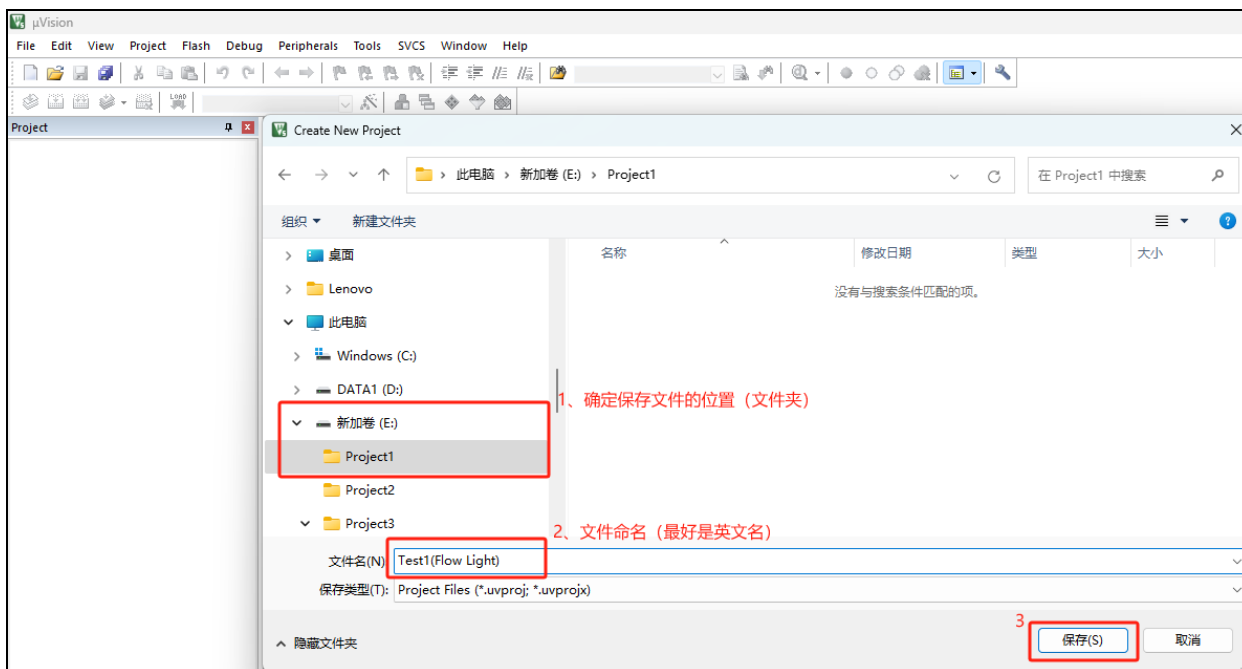 µVision
File Edit View Project Flash Debug Peripherals Tools SVCS Window Help
LOAD
Project
Create New Project
此电脑 › 新加卷 (E:) › Project1
在 Project1 中搜索
组织 新建文件夹
名称 修改日期 类型 大小
没有与搜索条件匹配的项。
桌面
Lenovo
此电脑
Windows (C:)
DATA1 (D:)
1、确定保存文件的位置（文件夹）
新加卷 (E:)
Project1
Project2
Project3
2、文件命名（最好是英文名）
文件名(N) Test1(Flow Light)
保存类型(T): Project Files (*.uvproj; *.uvprojx)
3
隐藏文件夹 保存(S) 取消